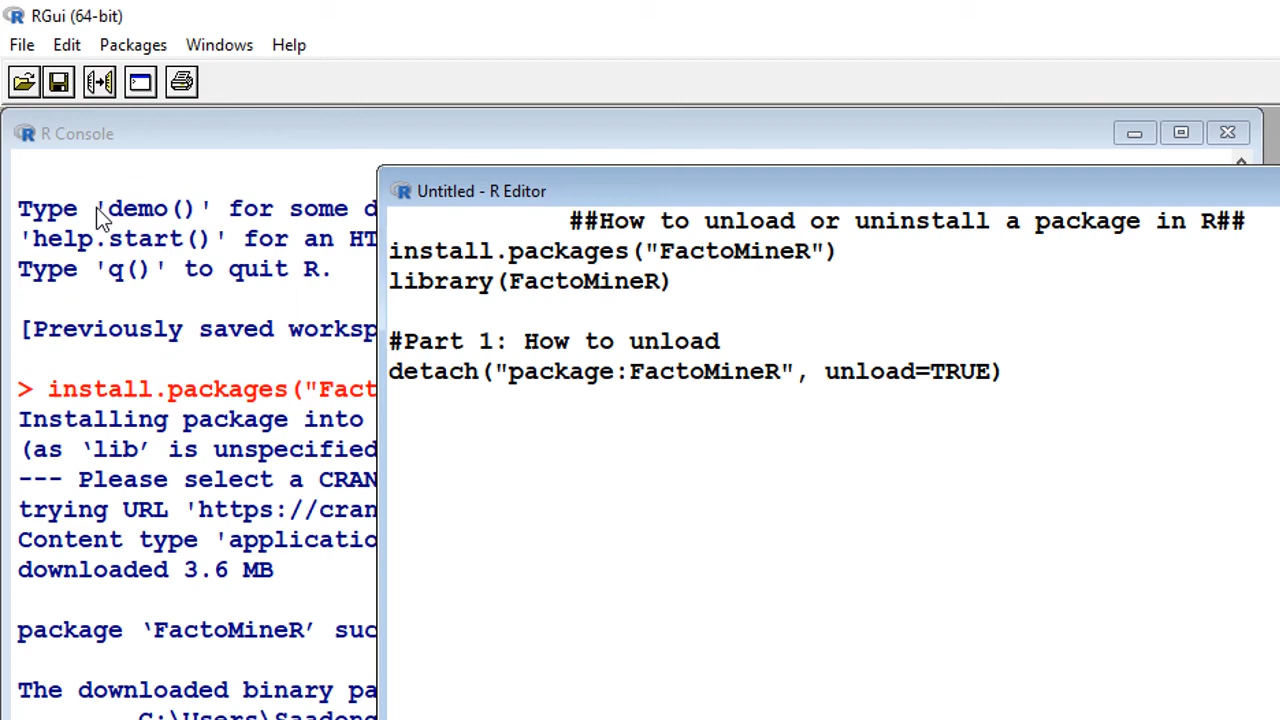 RGui (64-bit)
File Edit Packages Windows Help
R Console
Type 'demo()' for some d
'help.start()' for an HT
Type 'q()' to quit R.
[Previously saved worksp
> install.packages("Fact
Installing package into
(as ‘lib’ is unspecified
--- Please select a CRAN
trying URL 'https://cran
Content type 'applicatio
downloaded 3.6 MB
package ‘FactoMineR’ suc
The downloaded binary pa
C:\Users\Saadong
Untitled - R Editor
##How to unload or uninstall a package in R##
install.packages("FactoMineR")
library(FactoMineR)
#Part 1: How to unload
detach("package:FactoMineR", unload=TRUE)